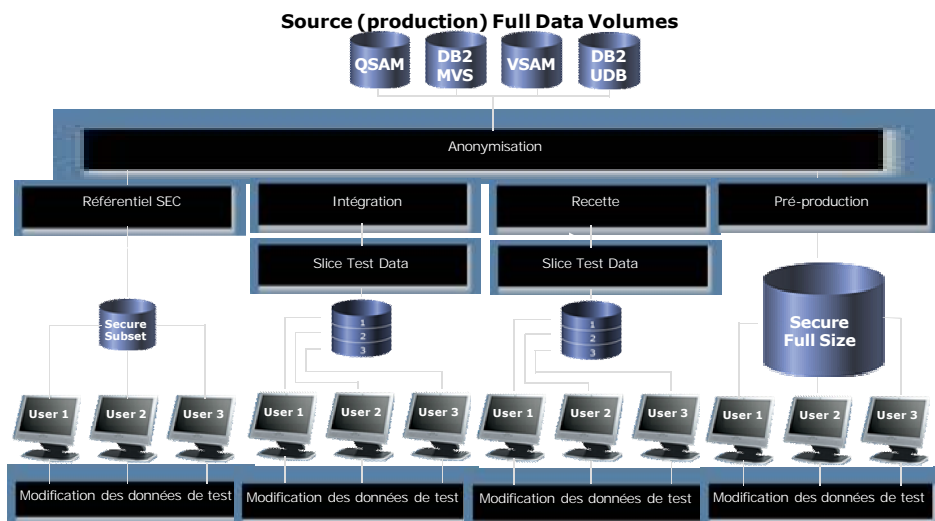 Source (production) Full Data Volumes
QSAM
DB2
MVS
VSAM
DB2
UDB
Anonymisation
Référentiel SEC
Intégration
Recette
Pré-production
Slice Test Data
Slice Test Data
Secure
Subset
1
2
3
1
2
3
Secure
Full Size
User 1
User 2
User 3
User 1
User 2
User 3
User 1
User 2
User 3
User 1
User 2
User 3
Modification des données de test
Modification des données de test
Modification des données de test
Modification des données de test